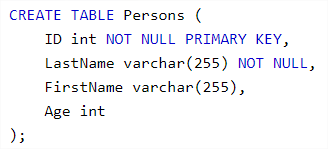 CREATE TABLE Persons (
    ID int NOT NULL PRIMARY KEY,
    LastName varchar(255) NOT NULL,
    FirstName varchar(255),
    Age int
);